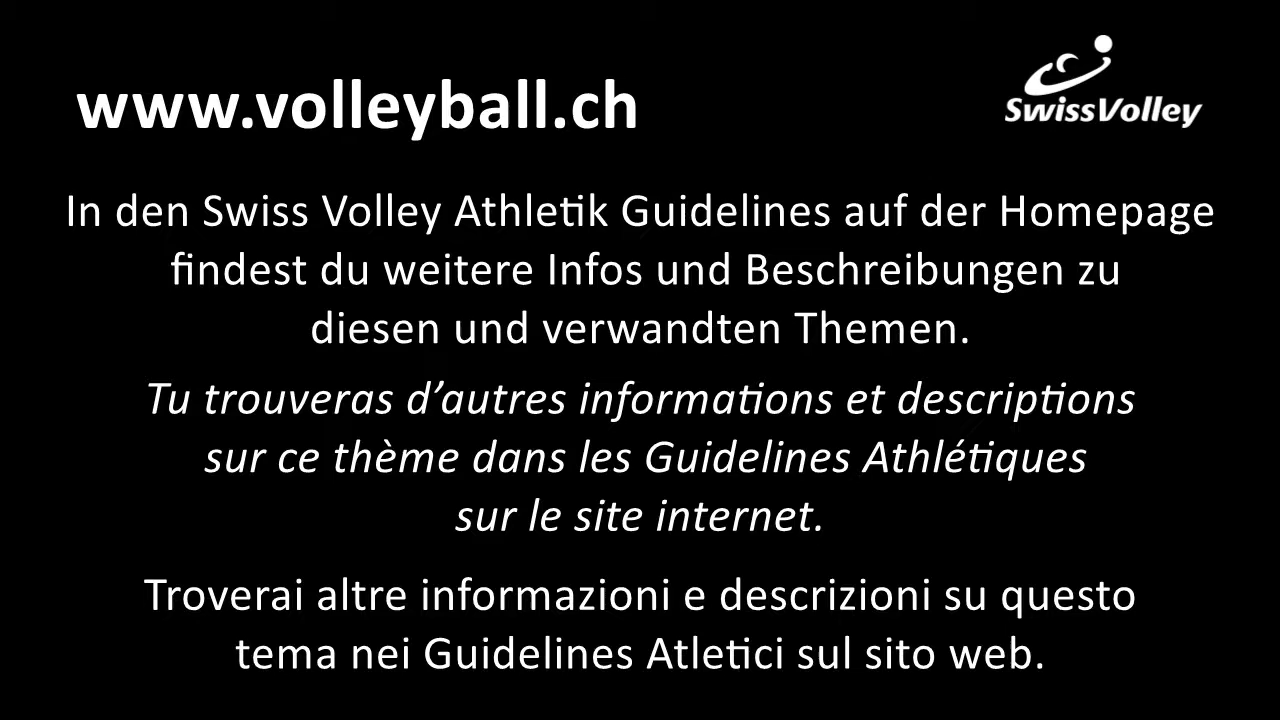 www.volleyball.ch
SwissVolley
In den Swiss Volley Athletik Guidelines auf der Homepage
findest du weitere Infos und Beschreibungen zu
diesen und verwandten Themen.
Tu trouveras d’autres informations et descriptions
sur ce thème dans les Guidelines Athlétiques
sur le site internet.
Troverai altre informazioni e descrizioni su questo
tema nei Guidelines Atletici sul sito web.